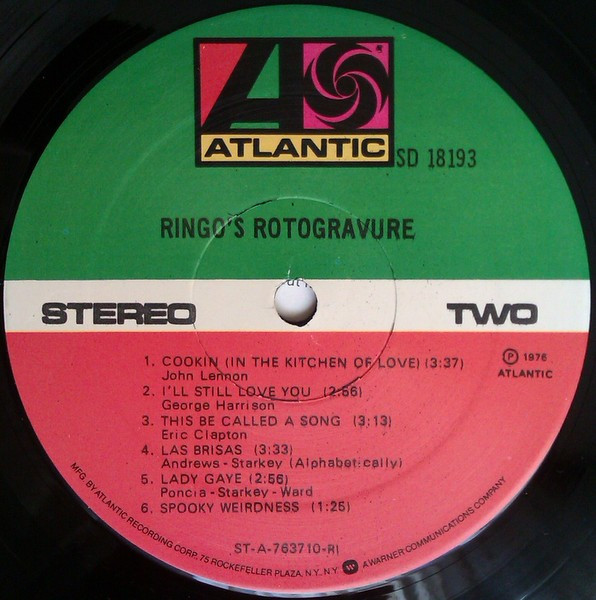 ATLANTIC
SD 18193
RINGO'S ROTOGRAVURE
STEREO TWO
1. COOKIN (IN THE KITCHEN OF LOVE) (3:37)
John Lennon
2. I'LL STILL LOVE YOU (2:56)
George Harrison
3. THIS BE CALLED A SONG (3:13)
Eric Clapton
4. LAS BRISAS (3:33)
Andrews-Starkey (Alphabetically)
5. LADY GAYE (2:56)
Poncia-Starkey-Ward
6. SPOOKY WEIRDNESS (1:25)
℗ 1976
ATLANTIC
ST-A-763710-RI
MFG. BY ATLANTIC RECORDING CORP. 75 ROCKEFELLER PLAZA, N.Y., N.Y. A WARNER COMMUNICATIONS COMPANY